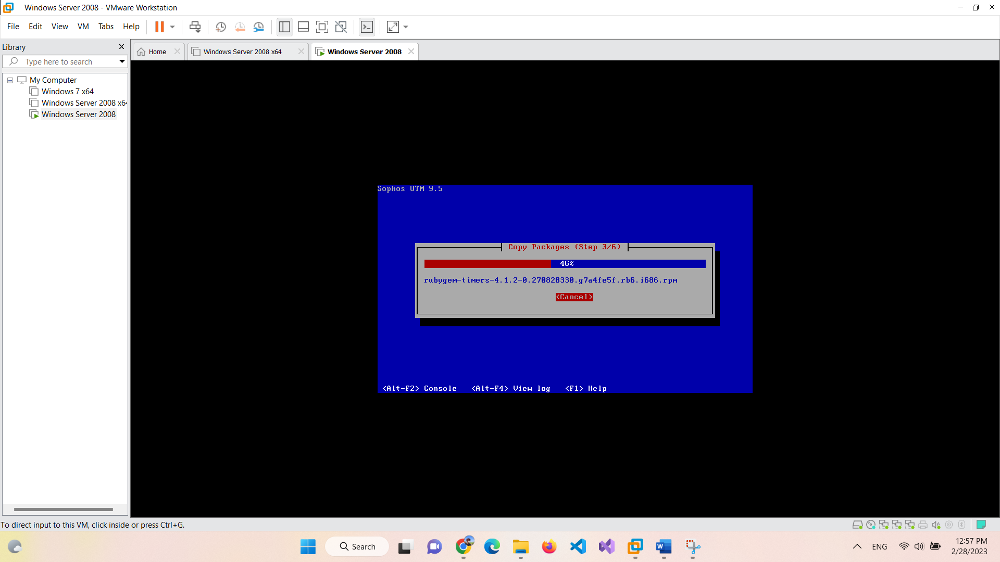 Windows Server 2008 - VMware Workstation
File Edit View VM Tabs Help
Library
Type here to search
My Computer
Windows 7 x64
Windows Server 2008 x64
Windows Server 2008
Home
Windows Server 2008 x64
Windows Server 2008
Sophos UTM 9.5
Copy Packages (Step 3/6)
46%
rubygem-timers-4.1.2-0.270828330.g7a4fe5f.rb6.i686.rpm
<Cancel>
<Alt-F2> Console <Alt-F4> View log <F1> Help
To direct input to this VM, click inside or press Ctrl+G.
Search
ENG
12:57 PM
2/28/2023